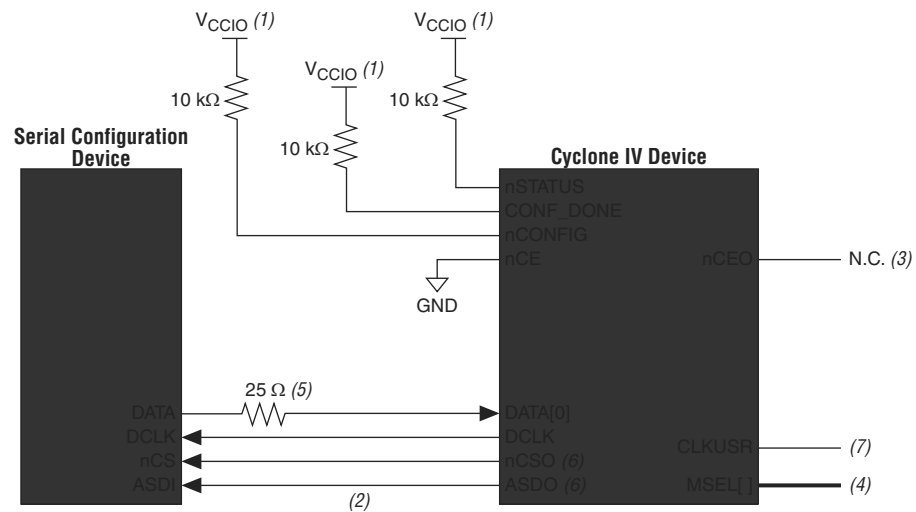 VCCIO (1)
VCCIO (1)
VCCIO (1)
10 kΩ
10 kΩ
10 kΩ
Serial Configuration
Device
Cyclone IV Device
nSTATUS
CONF_DONE
nCONFIG
nCE
nCEO
N.C. (3)
GND
25 Ω (5)
DATA
DATA[0]
DCLK
DCLK
nCS
nCSO (6)
CLKUSR
(7)
ASDI
ASDO (6)
MSEL[ ]
(4)
(2)